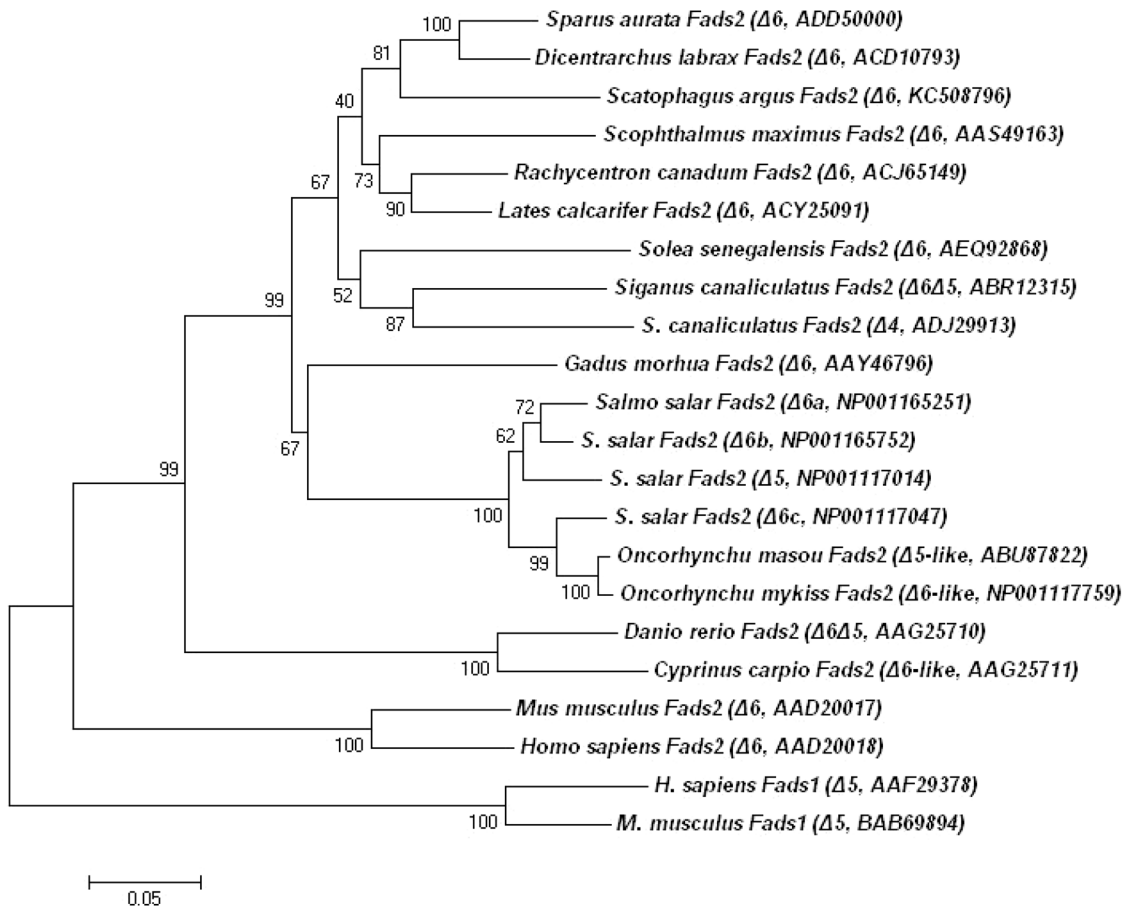 Sparus aurata Fads2 (Δ6, ADD50000)
100
Dicentrarchus labrax Fads2 (Δ6, ACD10793)
81
Scatophagus argus Fads2 (Δ6, KC508796)
40
Scophthalmus maximus Fads2 (Δ6, AAS49163)
Rachycentron canadum Fads2 (Δ6, ACJ65149)
73
67
Lates calcarifer Fads2 (Δ6, ACY25091)
90
Solea senegalensis Fads2 (Δ6, AEQ92868)
Siganus canaliculatus Fads2 (Δ6Δ5, ABR12315)
52
99
S. canaliculatus Fads2 (Δ4, ADJ29913)
87
Gadus morhua Fads2 (Δ6, AAY46796)
Salmo salar Fads2 (Δ6a, NP001165251)
72
S. salar Fads2 (Δ6b, NP001165752)
62
67
99
S. salar Fads2 (Δ5, NP001117014)
S. salar Fads2 (Δ6c, NP001117047)
100
Oncorhynchu masou Fads2 (Δ5-like, ABU87822)
99
Oncorhynchu mykiss Fads2 (Δ6-like, NP001117759)
100
Danio rerio Fads2 (Δ6Δ5, AAG25710)
Cyprinus carpio Fads2 (Δ6-like, AAG25711)
100
Mus musculus Fads2 (Δ6, AAD20017)
Homo sapiens Fads2 (Δ6, AAD20018)
100
H. sapiens Fads1 (Δ5, AAF29378)
M. musculus Fads1 (Δ5, BAB69894)
100
0.05